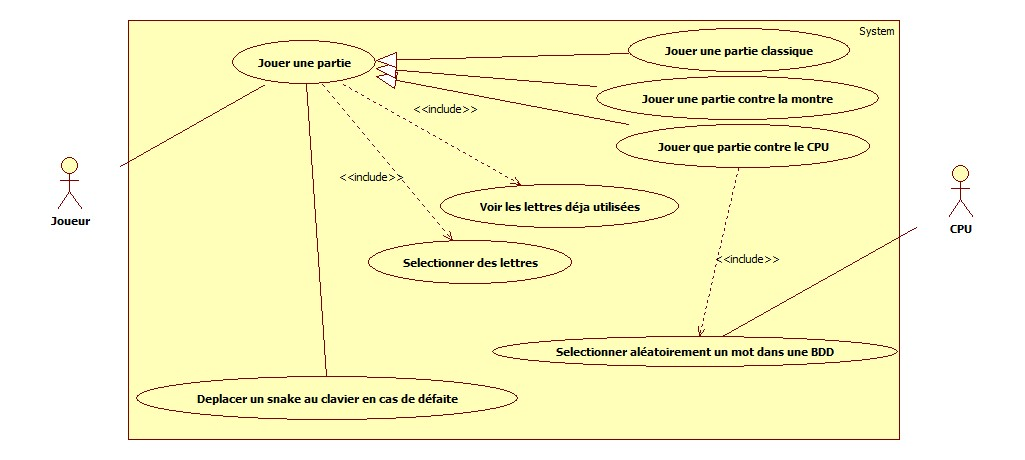 System
Jouer une partie
Jouer une partie classique
Jouer une partie contre la montre
<<include>>
Jouer que partie contre le CPU
<<include>>
Voir les lettres déja utilisées
Joueur
CPU
Selectionner des lettres
<<include>>
Selectionner aléatoirement un mot dans une BDD
Deplacer un snake au clavier en cas de défaite